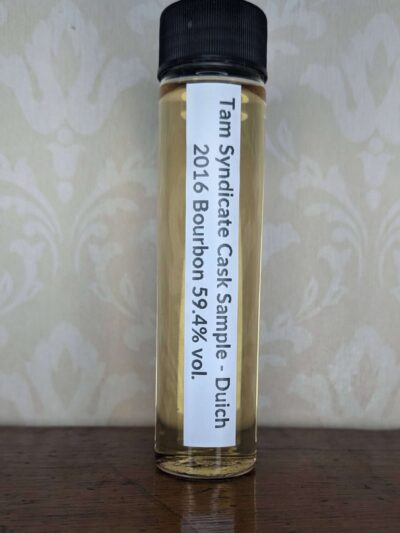 Tam Syndicate Cask Sample - Duich
2016 Bourbon 59.4% vol.